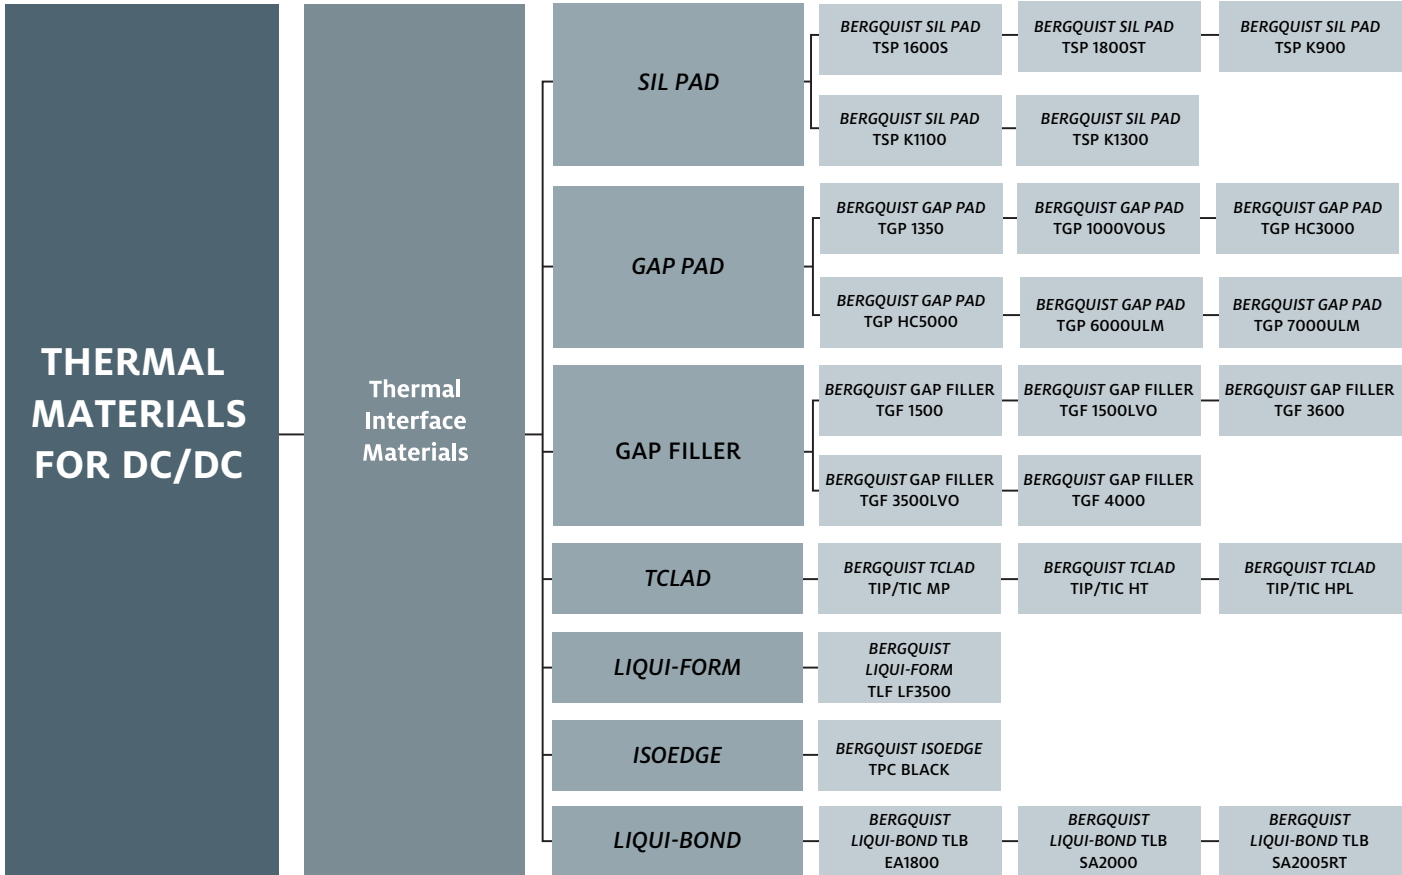 THERMAL
MATERIALS
FOR DC/DC
Thermal
Interface
Materials
SIL PAD
BERGQUIST SIL PAD
TSP 1600S
BERGQUIST SIL PAD
TSP 1800ST
BERGQUIST SIL PAD
TSP K900
BERGQUIST SIL PAD
TSP K1100
BERGQUIST SIL PAD
TSP K1300
GAP PAD
BERGQUIST GAP PAD
TGP 1350
BERGQUIST GAP PAD
TGP 1000VOUS
BERGQUIST GAP PAD
TGP HC3000
BERGQUIST GAP PAD
TGP HC5000
BERGQUIST GAP PAD
TGP 6000ULM
BERGQUIST GAP PAD
TGP 7000ULM
GAP FILLER
BERGQUIST GAP FILLER
TGF 1500
BERGQUIST GAP FILLER
TGF 1500LVO
BERGQUIST GAP FILLER
TGF 3600
BERGQUIST GAP FILLER
TGF 3500LVO
BERGQUIST GAP FILLER
TGF 4000
TCLAD
BERGQUIST TCLAD
TIP/TIC MP
BERGQUIST TCLAD
TIP/TIC HT
BERGQUIST TCLAD
TIP/TIC HPL
LIQUI-FORM
BERGQUIST
LIQUI-FORM
TLF LF3500
ISOEDGE
BERGQUIST ISOEDGE
TPC BLACK
LIQUI-BOND
BERGQUIST
LIQUI-BOND TLB
EA1800
BERGQUIST
LIQUI-BOND TLB
SA2000
BERGQUIST
LIQUI-BOND TLB
SA2005RT